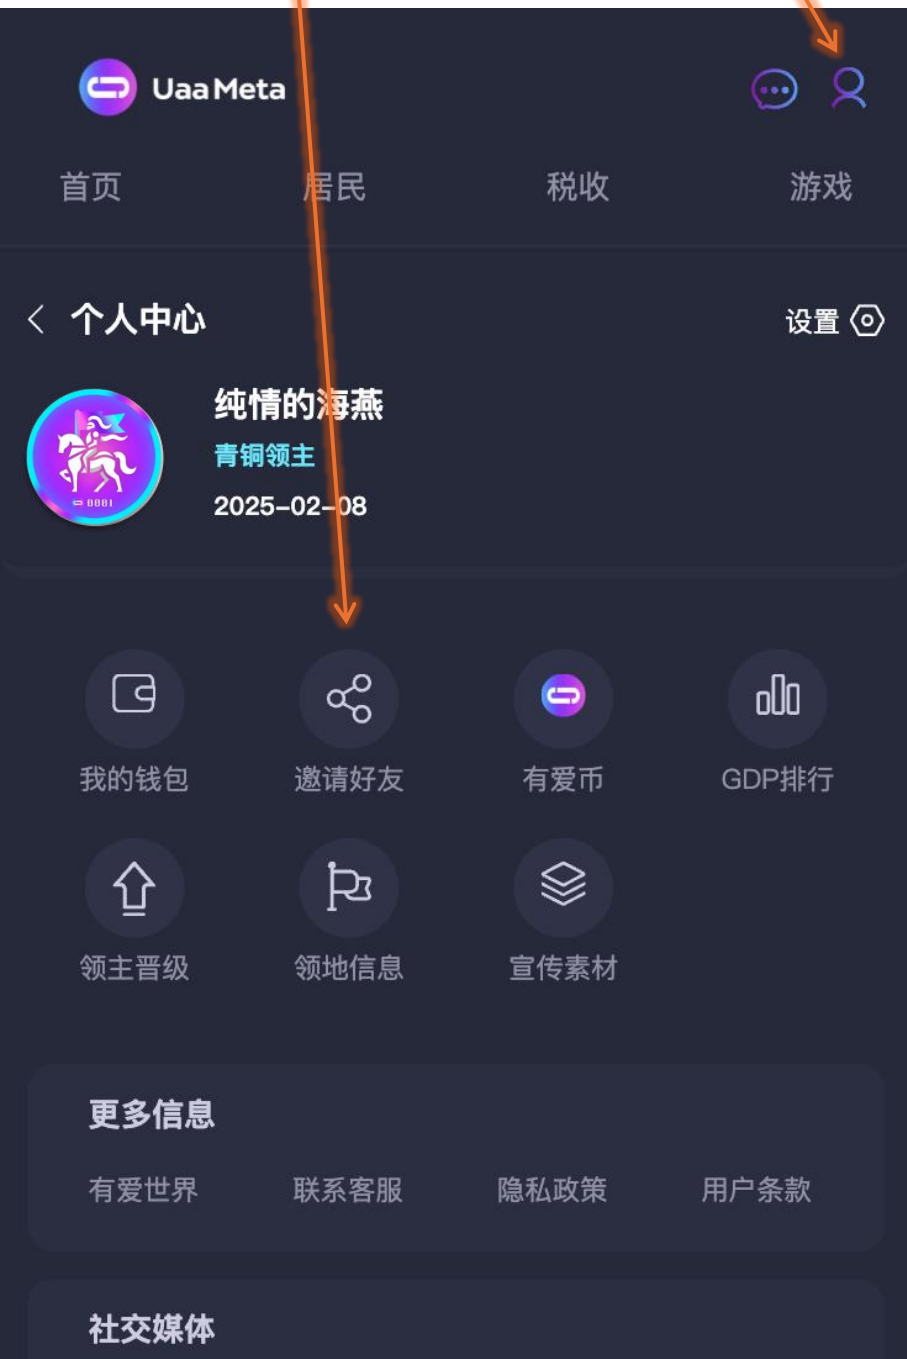 UaaMeta
首页 居民 税收 游戏
个人中心 设置
纯情的海燕
青铜领主
2025-02-08
0001
我的钱包 邀请好友 有爱币 GDP排行
领主晋级 领地信息 宣传素材
更多信息
有爱世界 联系客服 隐私政策 用户条款
社交媒体